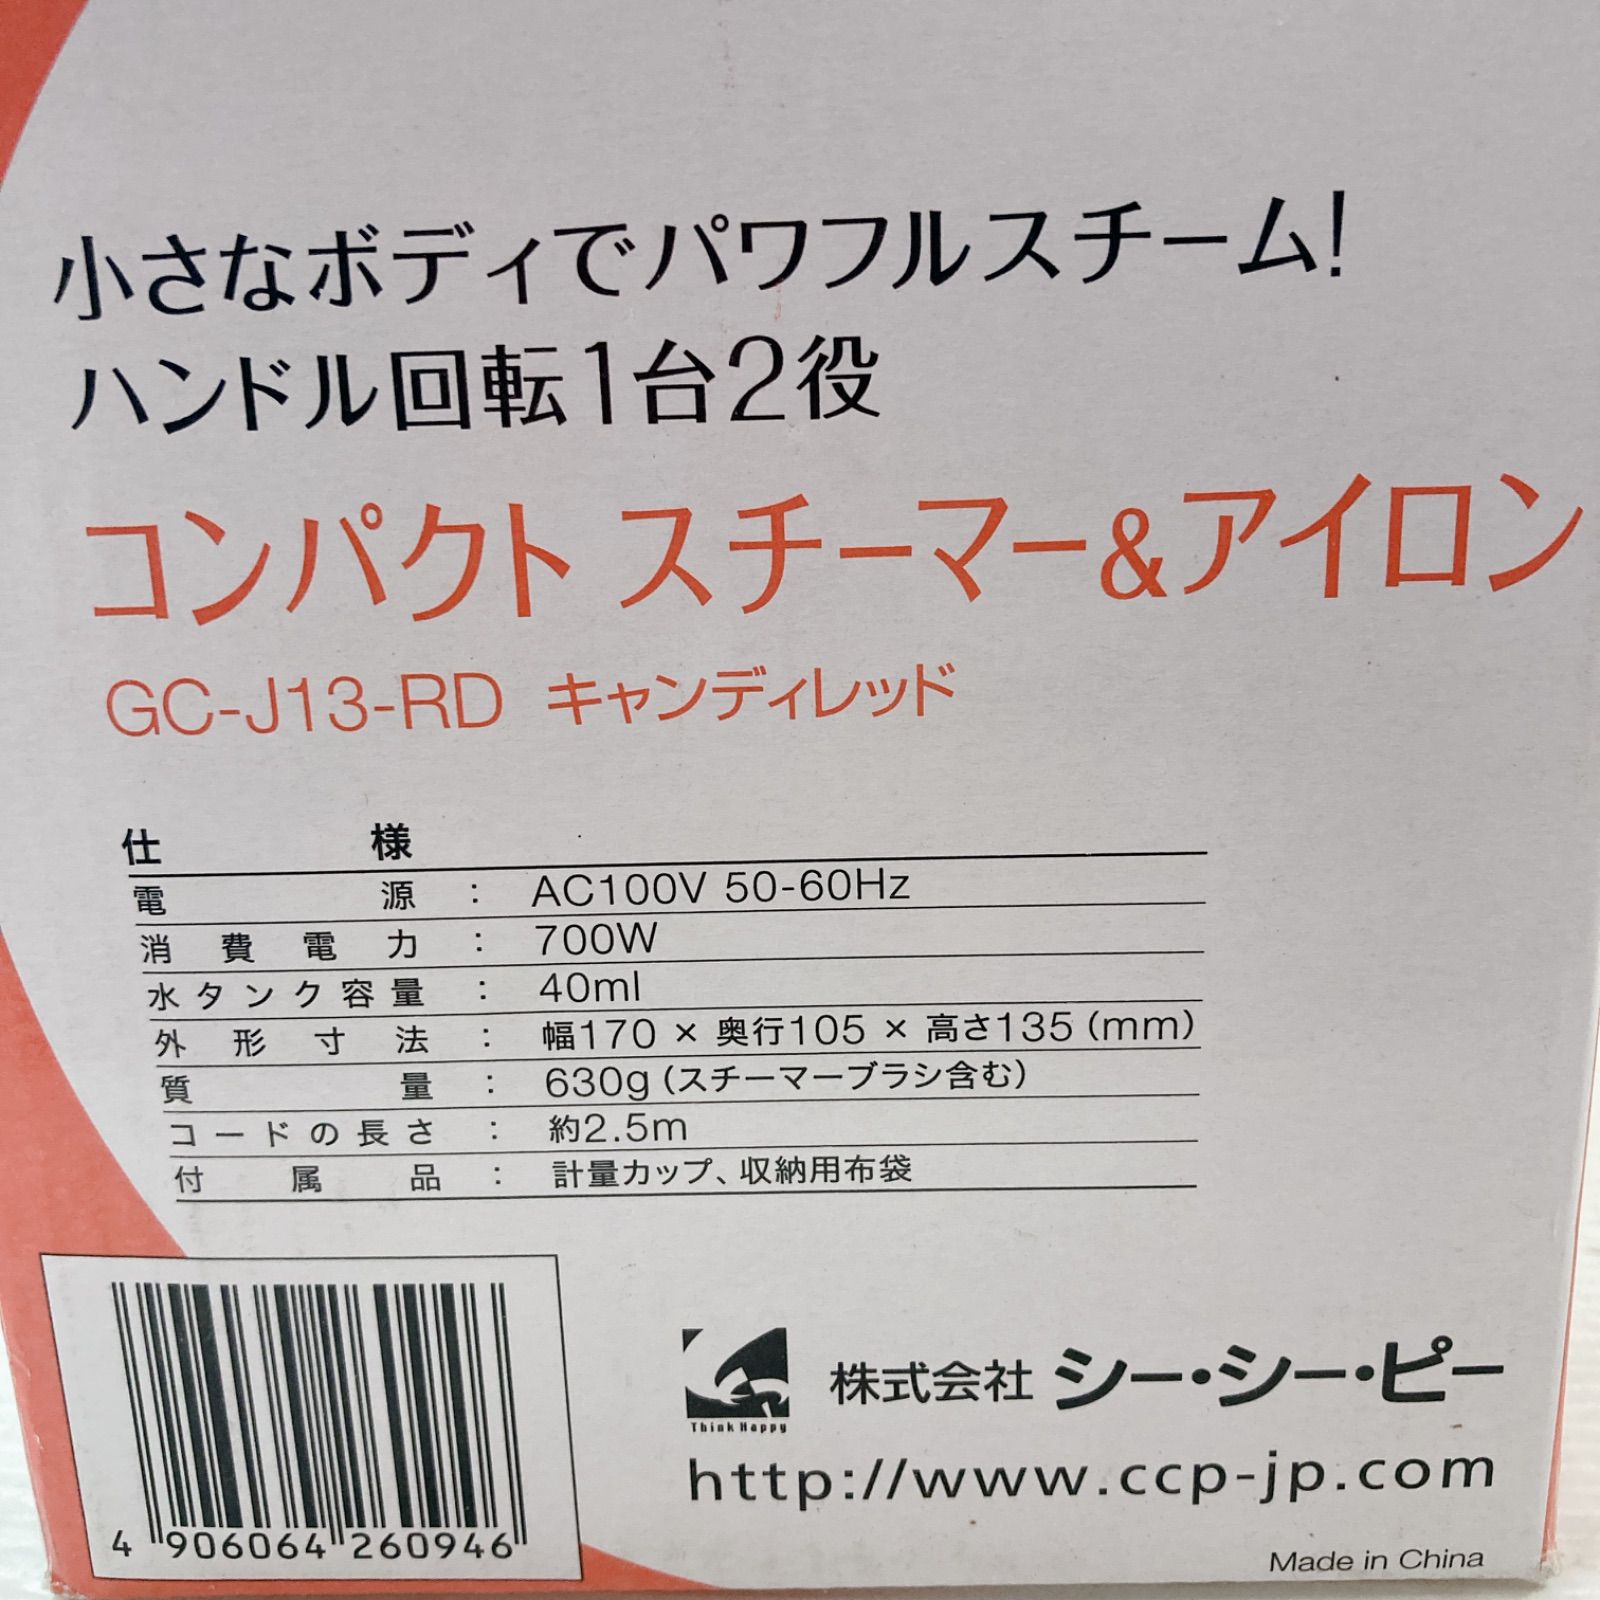 小さなボディでパワフルスチーム!
ハンドル回転1台2役
コンパクト スチーマー&アイロン
GC-J13-RD キャンディレッド
仕様
電源 : AC100V 50-60Hz
消費電力 : 700W
水タンク容量 : 40ml
外形寸法 : 幅170 × 奥行105 × 高さ135 (mm)
質量 : 630g (スチーマーブラシ含む)
コードの長さ : 約2.5m
付属品 : 計量カップ、収納用布袋
4 906064 260946
Think Happy
株式会社 シー・シー・ピー
http://www.ccp-jp.com
Made in China